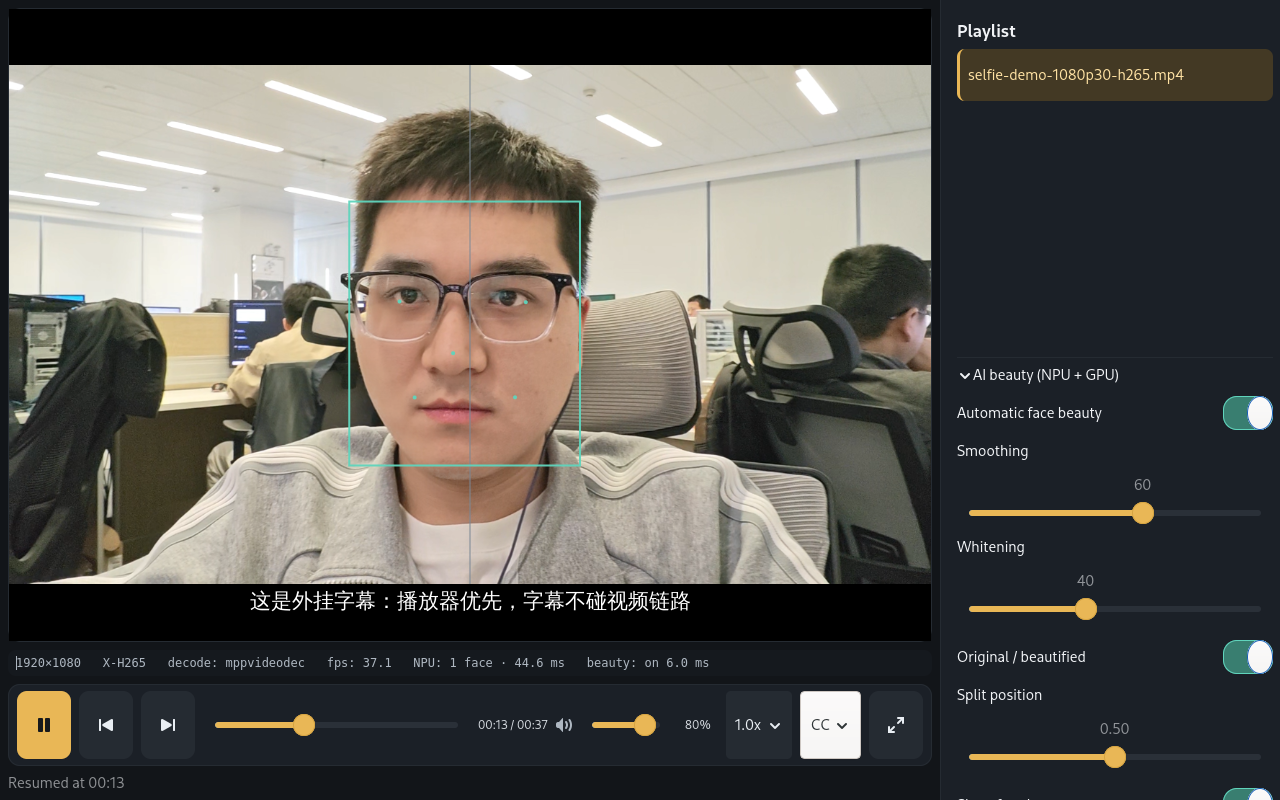 Playlist
selfie-demo-1080p30-h265.mp4
这是外挂字幕：播放器优先，字幕不碰视频链路
1920×1080 X-H265 decode: mppvideodec fps: 37.1 NPU: 1 face · 44.6 ms beauty: on 6.0 ms
00:13 / 00:37 80% 1.0x CC
Resumed at 00:13
AI beauty (NPU + GPU)
Automatic face beauty
Smoothing
60
Whitening
40
Original / beautified
Split position
0.50